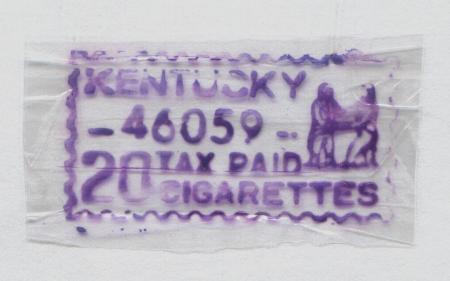 KENTUCKY
-46059-
20 TAX PAID
CIGARETTES